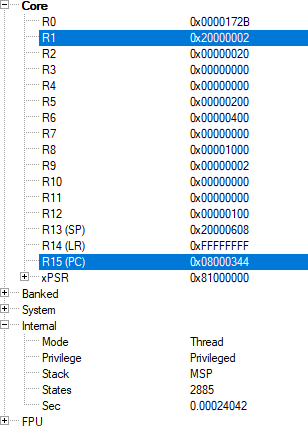 Core
R0 0x0000172B
R1 0x20000002
R2 0x00000020
R3 0x00000000
R4 0x00000000
R5 0x00000200
R6 0x00000400
R7 0x00000000
R8 0x00001000
R9 0x00000002
R10 0x00000000
R11 0x00000000
R12 0x00000100
R13 (SP) 0x20000608
R14 (LR) 0xFFFFFFFF
R15 (PC) 0x08000344
xPSR 0x81000000
Banked
System
Internal
Mode Thread
Privilege Privileged
Stack MSP
States 2885
Sec 0.00024042
FPU